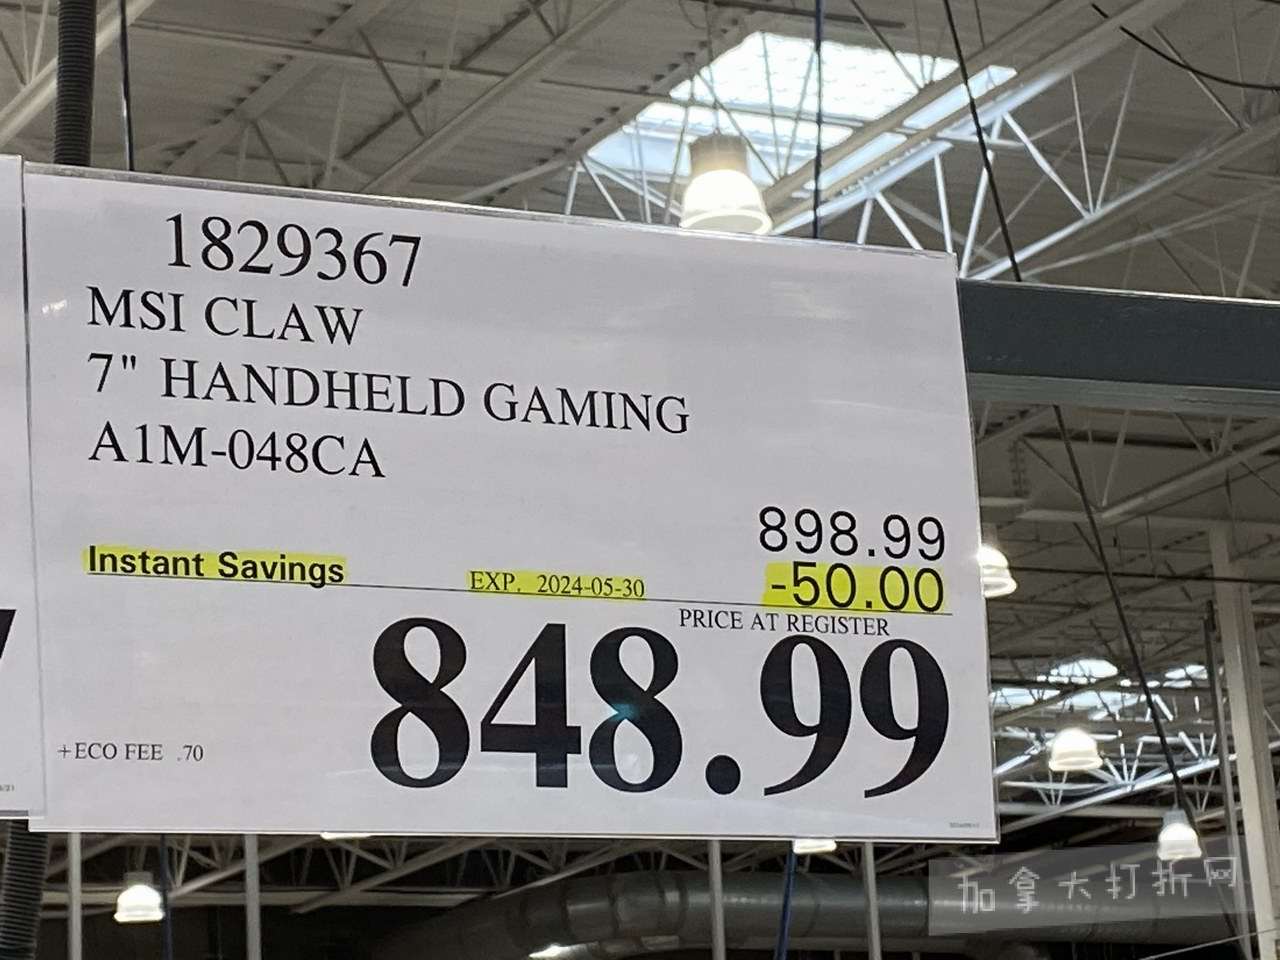 1829367
MSI CLAW
7" HANDHELD GAMING
A1M-048CA
898.99
Instant Savings EXP. 2024-05-30 -50.00
PRICE AT REGISTER
848.99
+ECO FEE .70
加拿大打折网